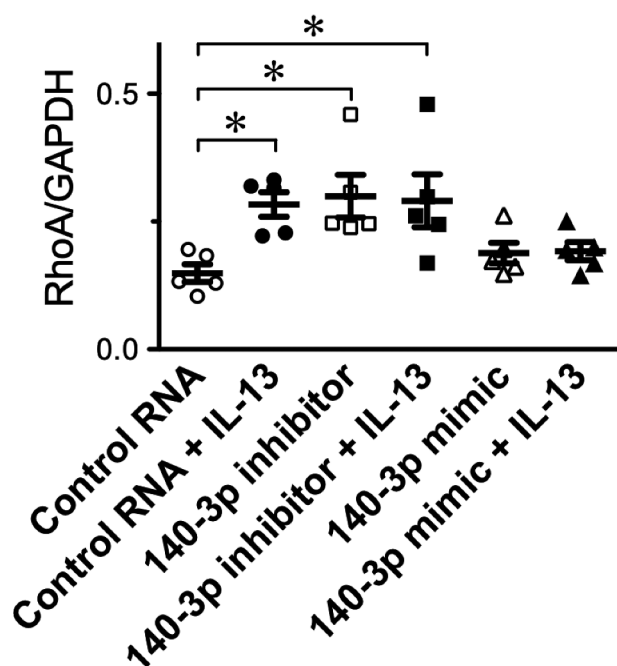 *
*
*
RhoA/GAPDH
0.5
0.0
Control RNA
Control RNA + IL-13
140-3p inhibitor
140-3p inhibitor + IL-13
140-3p mimic
140-3p mimic + IL-13